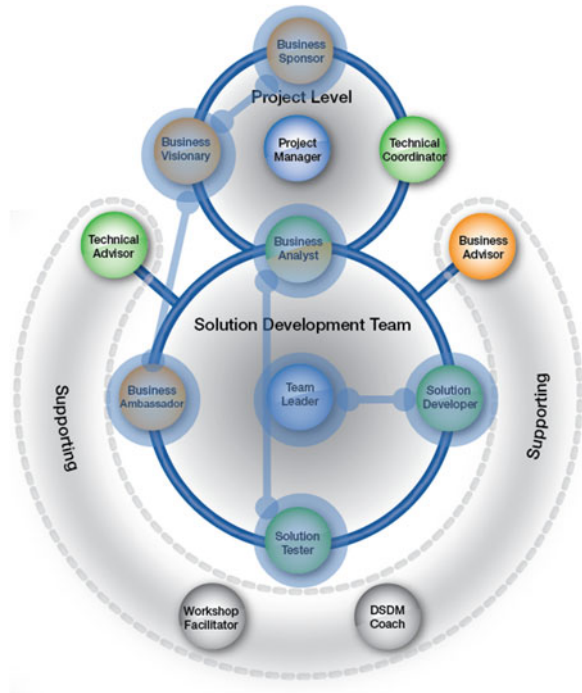 Business
Sponsor
Project Level
Business
Visionary
Project
Manager
Technical
Coordinator
Technical
Advisor
Business
Analyst
Business
Advisor
Solution Development Team
Supporting
Business
Ambassador
Team
Leader
Solution
Developer
Supporting
Solution
Tester
Workshop
Facilitator
DSDM
Coach